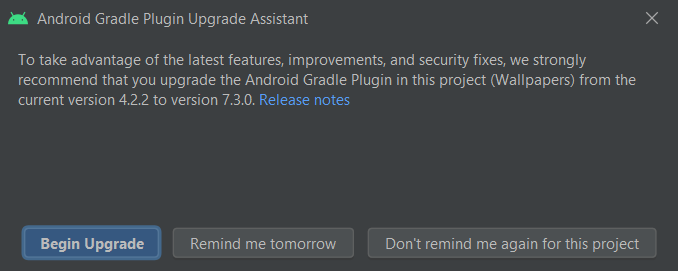 Android Gradle Plugin Upgrade Assistant
To take advantage of the latest features, improvements, and security fixes, we strongly
recommend that you upgrade the Android Gradle Plugin in this project (Wallpapers) from the
current version 4.2.2 to version 7.3.0. Release notes
Begin Upgrade
Remind me tomorrow
Don't remind me again for this project